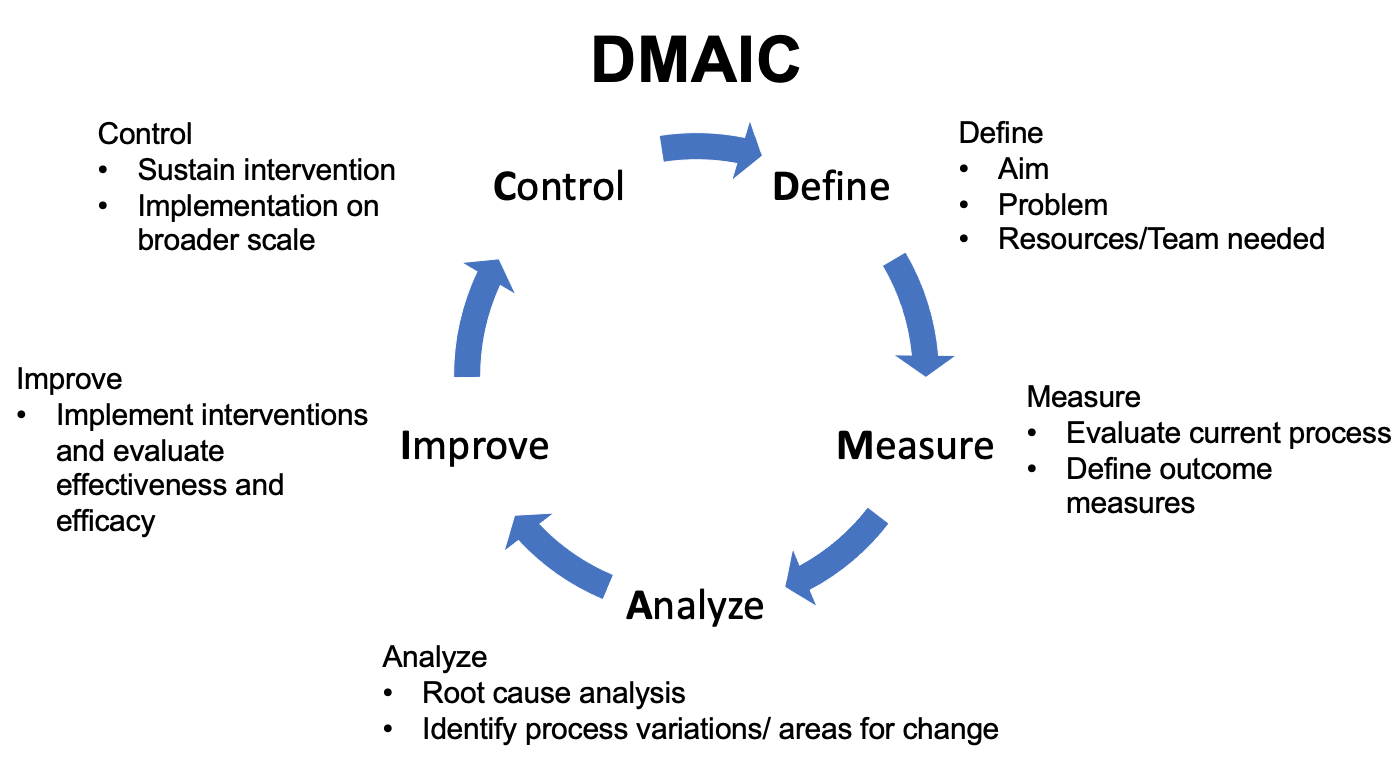 DMAIC
Control
• Sustain intervention
• Implementation on
broader scale
Control
Define
Define
• Aim
• Problem
• Resources/Team needed
Improve
• Implement interventions
and evaluate
effectiveness and
efficacy
Improve
Measure
Measure
• Evaluate current process
• Define outcome
measures
Analyze
Analyze
• Root cause analysis
• Identify process variations/ areas for change